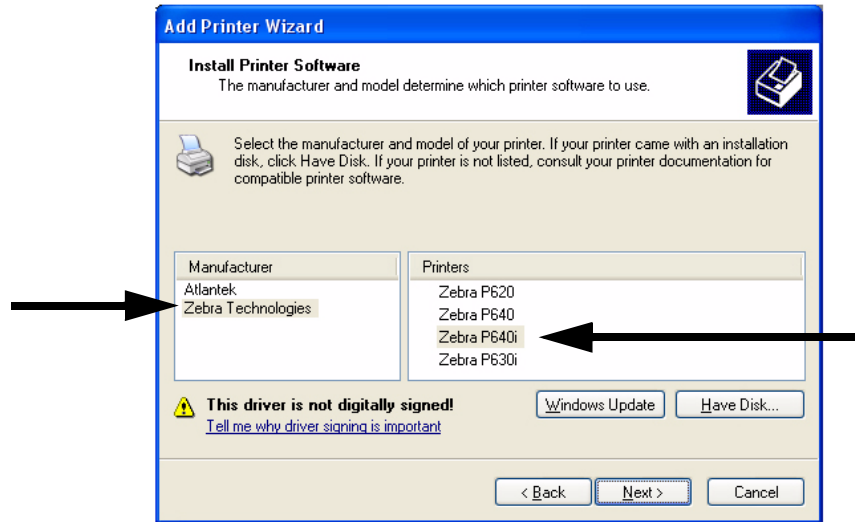 Add Printer Wizard
Install Printer Software
The manufacturer and model determine which printer software to use.
Select the manufacturer and model of your printer. If your printer came with an installation
disk, click Have Disk. If your printer is not listed, consult your printer documentation for
compatible printer software.
Manufacturer
Atlantek
Zebra Technologies
Printers
Zebra P620
Zebra P640
Zebra P640i
Zebra P630i
This driver is not digitally signed!
Tell me why driver signing is important
Windows Update
Have Disk...
< Back
Next >
Cancel